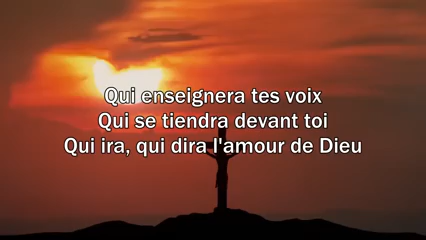 Qui enseignera tes voix
Qui se tiendra devant toi
Qui ira, qui dira l'amour de Dieu